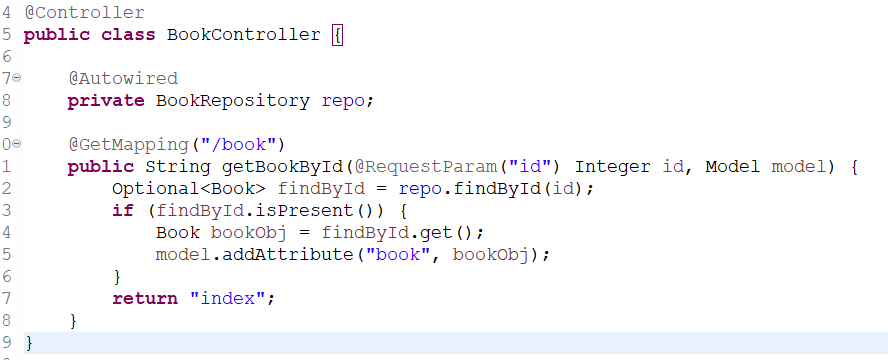 4 @Controller
5 public class BookController {
6
7 @Autowired
8 private BookRepository repo;
9
0 @GetMapping("/book")
1 public String getBookById(@RequestParam("id") Integer id, Model model) {
2 Optional<Book> findById = repo.findById(id);
3 if (findById.isPresent()) {
4 Book bookObj = findById.get();
5 model.addAttribute("book", bookObj);
6 }
7 return "index";
8 }
9 }